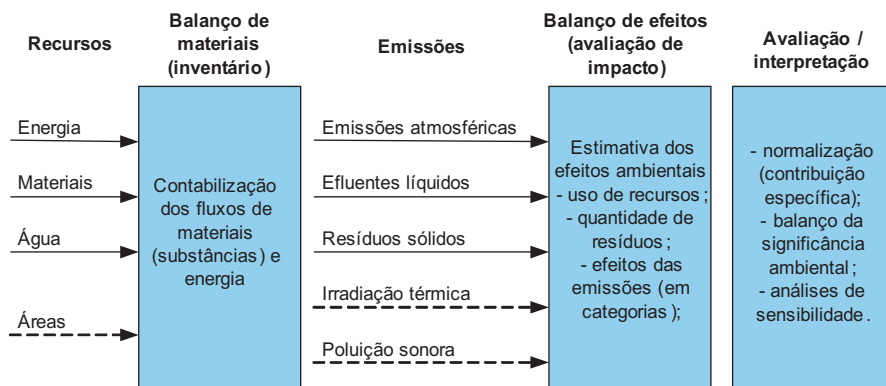 Recursos
Balanço de
materiais
(inventário)
Emissões
Balanço de efeitos
(avaliação de
impacto)
Avaliação /
interpretação
Energia
Materiais
Água
Áreas
Contabilização
dos fluxos de
materiais
(substâncias) e
energia
Emissões atmosféricas
Efluentes líquidos
Resíduos sólidos
Irradiação térmica
Poluição sonora
Estimativa dos
efeitos ambientais
- uso de recursos;
- quantidade de
resíduos;
- efeitos das
emissões (em
categorias);
- normalização
(contribuição
específica);
- balanço da
significância
ambiental;
- análises de
sensibilidade.